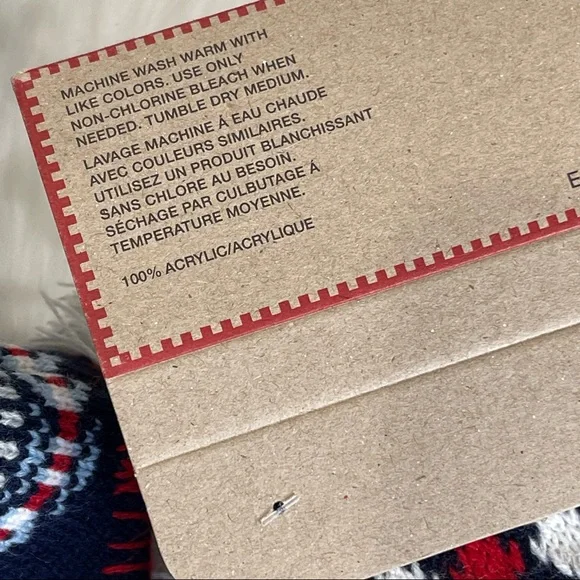 MACHINE WASH WARM WITH
LIKE COLORS. USE ONLY
NON-CHLORINE BLEACH WHEN
NEEDED. TUMBLE DRY MEDIUM.
LAVAGE MACHINE Á EAU CHAUDE
AVEC COULEURS SIMILAIRES.
UTILISEZ UN PRODUIT BLANCHISSANT
SANS CHLÓRE AU BESOIN.
SÉCHAGE PAR CULBUTAGE Á
TEMPERATURE MOYENNE.
100% ACRYLIC/ACRYLIQUE
E